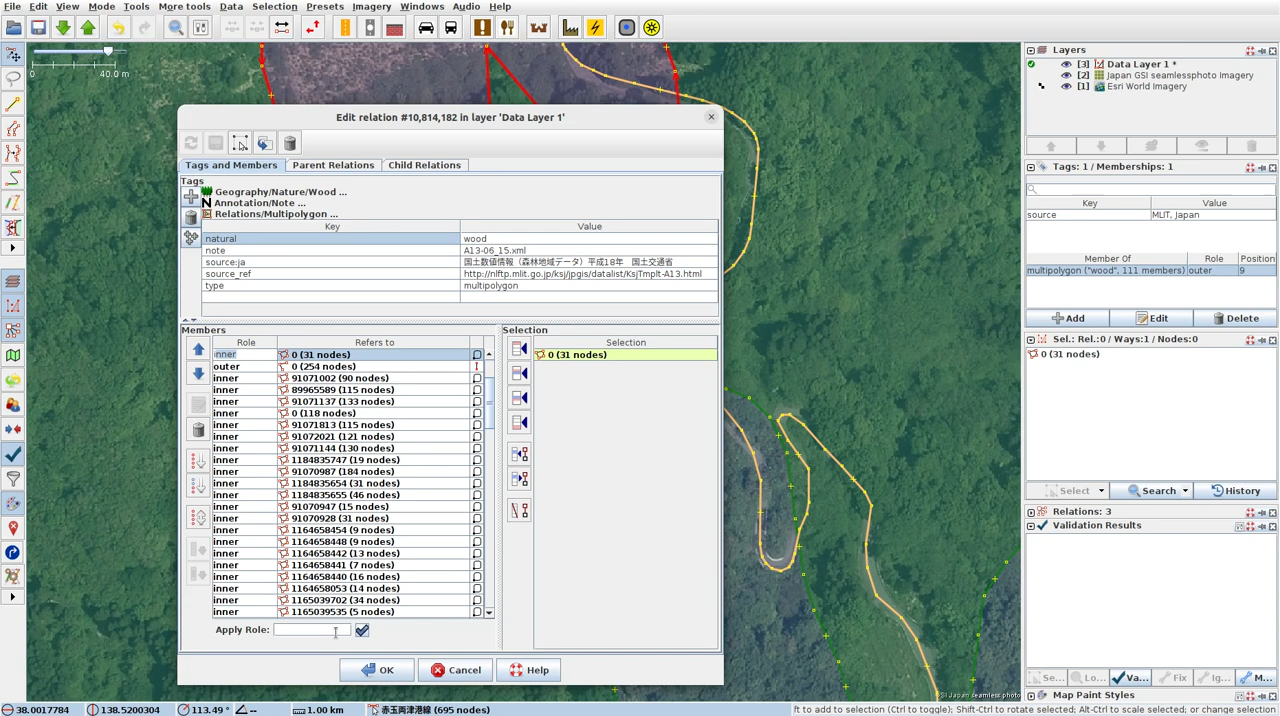 File Edit View Mode Tools More tools Data Selection Presets Imagery Windows Audio Help
0 40.0 m
Edit relation #10,814,182 in layer 'Data Layer 1'
Tags and Members Parent Relations Child Relations
Tags
Geography/Nature/Wood ...
Annotation/Note ...
Relations/Multipolygon ...
Key Value
natural wood
note A13-06_15.xml
source:ja 国土数値情報（森林地域データ）平成18年 国土交通省
source_ref http://nlftp.mlit.go.jp/ksj/jpgis/datalist/KsjTmplt-A13.html
type multipolygon
Members
Role Refers to
inner 0 (31 nodes)
outer 0 (254 nodes)
inner 91071002 (90 nodes)
inner 89965589 (115 nodes)
inner 91071137 (133 nodes)
inner 0 (118 nodes)
inner 91071813 (115 nodes)
inner 91072021 (121 nodes)
inner 91071144 (130 nodes)
inner 1184835747 (19 nodes)
inner 91070987 (184 nodes)
inner 1184835654 (31 nodes)
inner 1184835655 (46 nodes)
inner 91070947 (15 nodes)
inner 91070928 (31 nodes)
inner 1164658454 (9 nodes)
inner 1164658448 (9 nodes)
inner 1164658442 (13 nodes)
inner 1164658441 (7 nodes)
inner 1164658440 (16 nodes)
inner 1164658053 (14 nodes)
inner 1165039702 (34 nodes)
inner 1165039535 (5 nodes)
Apply Role:
Selection
Selection
0 (31 nodes)
OK Cancel Help
Layers
[3] Data Layer 1 *
[2] Japan GSI seamlessphoto Imagery
[1] Esri World Imagery
Tags: 1 / Memberships: 1
Key Value
source MLIT, Japan
Member Of Role Position
multipolygon ("wood", 111 members) outer 9
Add Edit Delete
Sel.: Rel.:0 / Ways:1 / Nodes:0
0 (31 nodes)
Select Search History
Relations: 3
Validation Results
Se... Lo... Va... Fix Ig... M...
Map Paint Styles
SI Japan seamless photo
38.0017784 138.5200304 113.49° -- 1.00 km 赤玉両津港線 (695 nodes) ft to add to selection (Ctrl to toggle); Shift-Ctrl to rotate selected; Alt-Ctrl to scale selected; or change selection